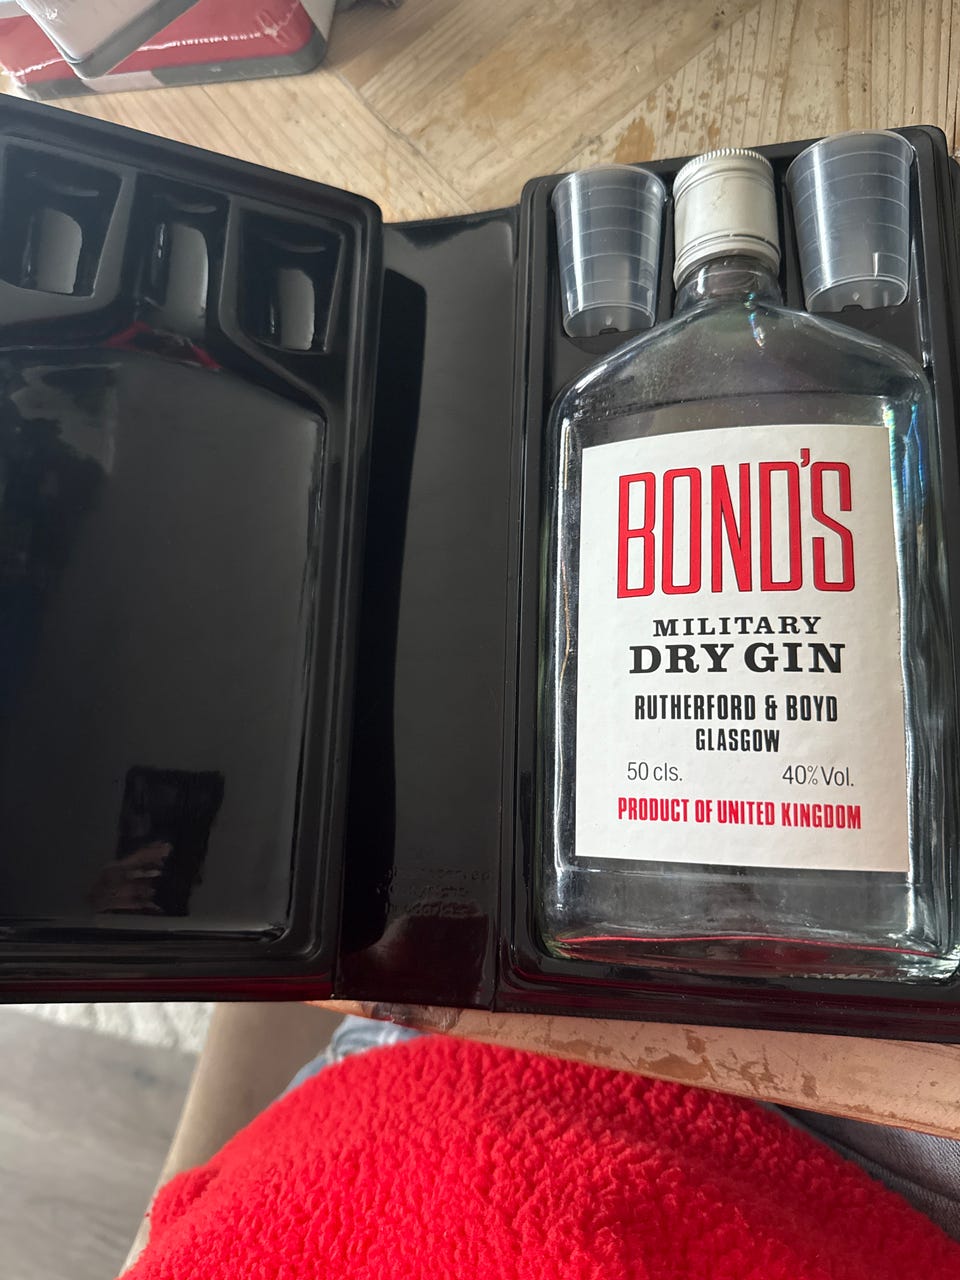 BOND'S
MILITARY
DRY GIN
RUTHERFORD & BOYD
GLASGOW
50 cls. 40% Vol.
PRODUCT OF UNITED KINGDOM